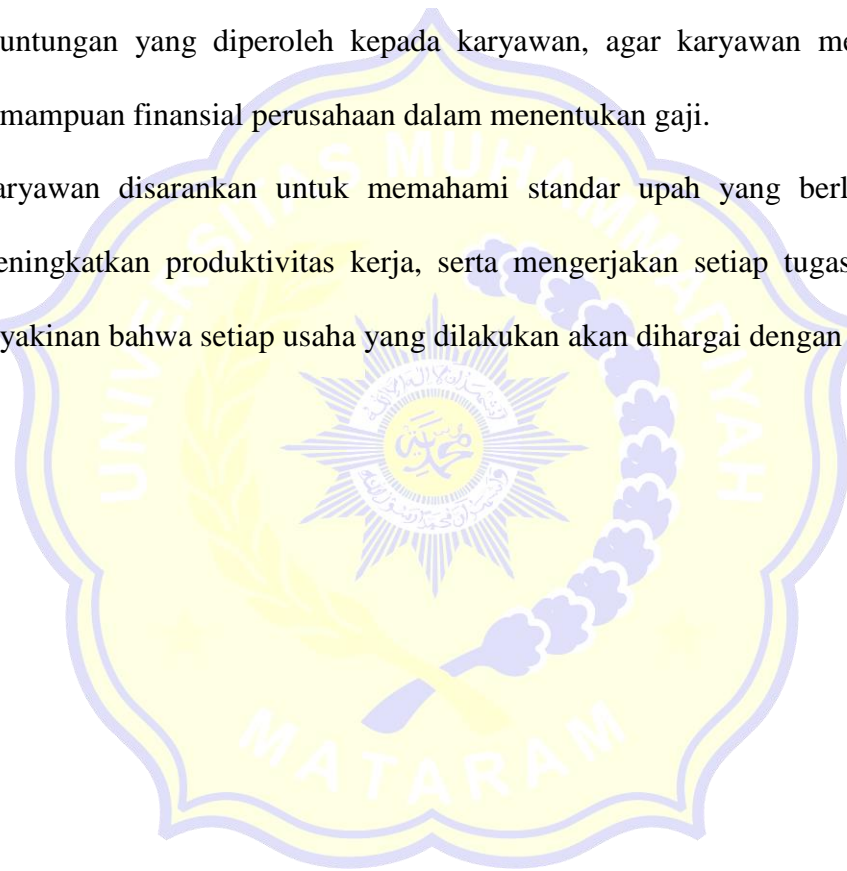 untungan yang diperoleh kepada karyawan, agar karyawan me
mampuan finansial perusahaan dalam menentukan gaji.
aryawan disarankan untuk memahami standar upah yang berl
eningkatkan produktivitas kerja, serta mengerjakan setiap tugas
yakinan bahwa setiap usaha yang dilakukan akan dihargai dengan
UNIVERSITAS MUHAMMADIYAH
MATARAM